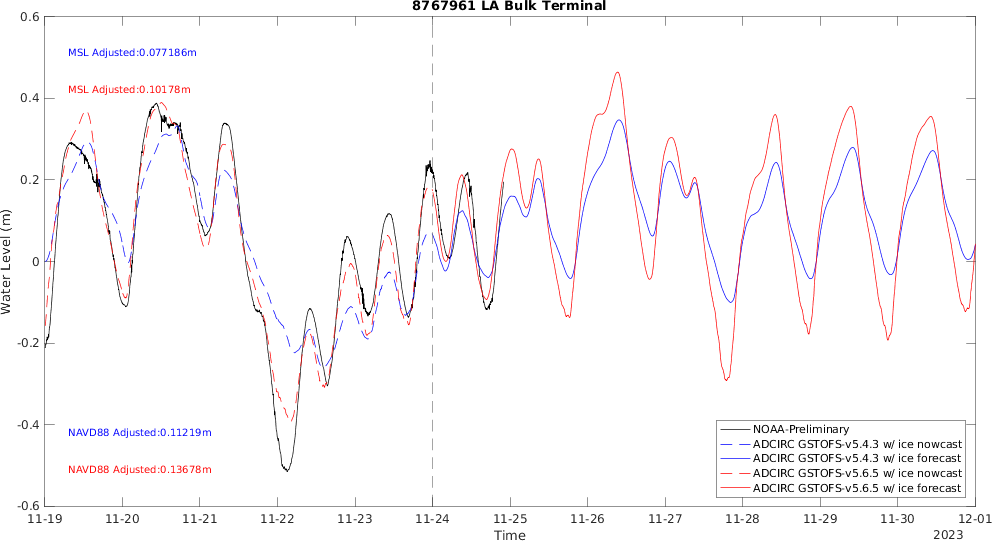 8767961 LA Bulk Terminal
MSL Adjusted:0.077186m
MSL Adjusted:0.10178m
NAVD88 Adjusted:0.11219m
NAVD88 Adjusted:0.13678m
Water Level (m)
0.6
0.4
0.2
0
-0.2
-0.4
-0.6
NOAA-Preliminary
ADCIRC GSTOFS-v5.4.3 w/ ice nowcast
ADCIRC GSTOFS-v5.4.3 w/ ice forecast
ADCIRC GSTOFS-v5.6.5 w/ ice nowcast
ADCIRC GSTOFS-v5.6.5 w/ ice forecast
11-19 11-20 11-21 11-22 11-23 11-24 11-25 11-26 11-27 11-28 11-29 11-30 12-01
Time
2023